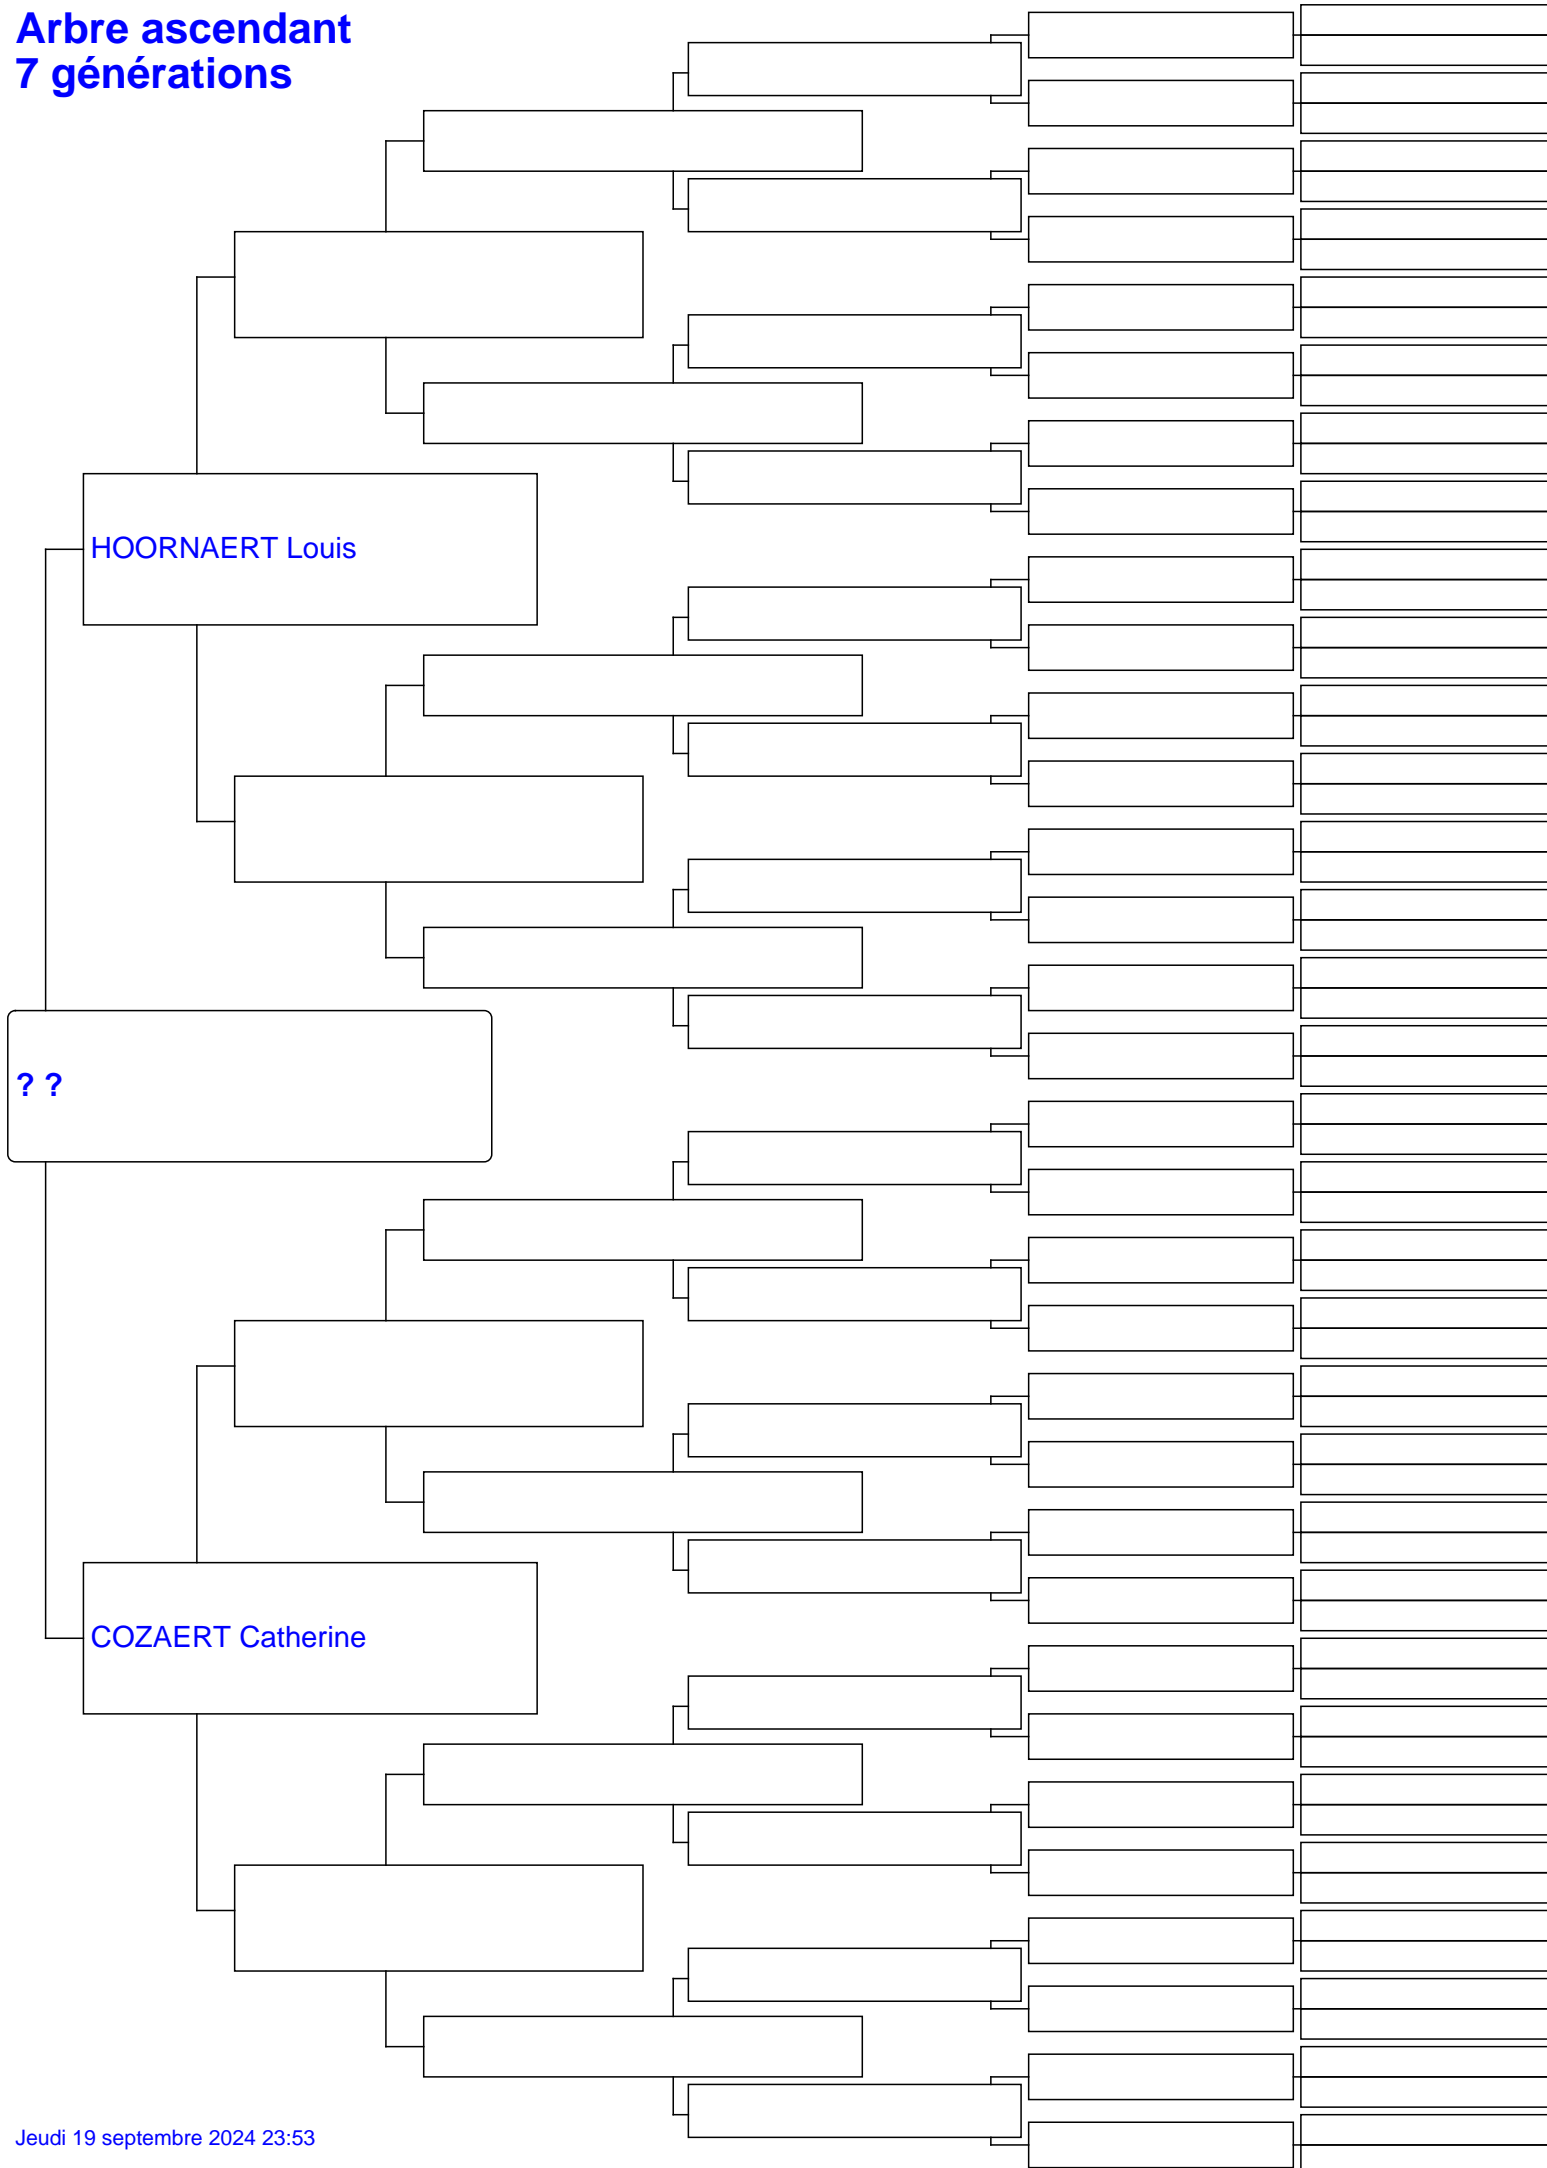 Arbre ascendant
7 générations
HOORNAERT Louis
? ?
COZAERT Catherine
Jeudi 19 septembre 2024 23:53